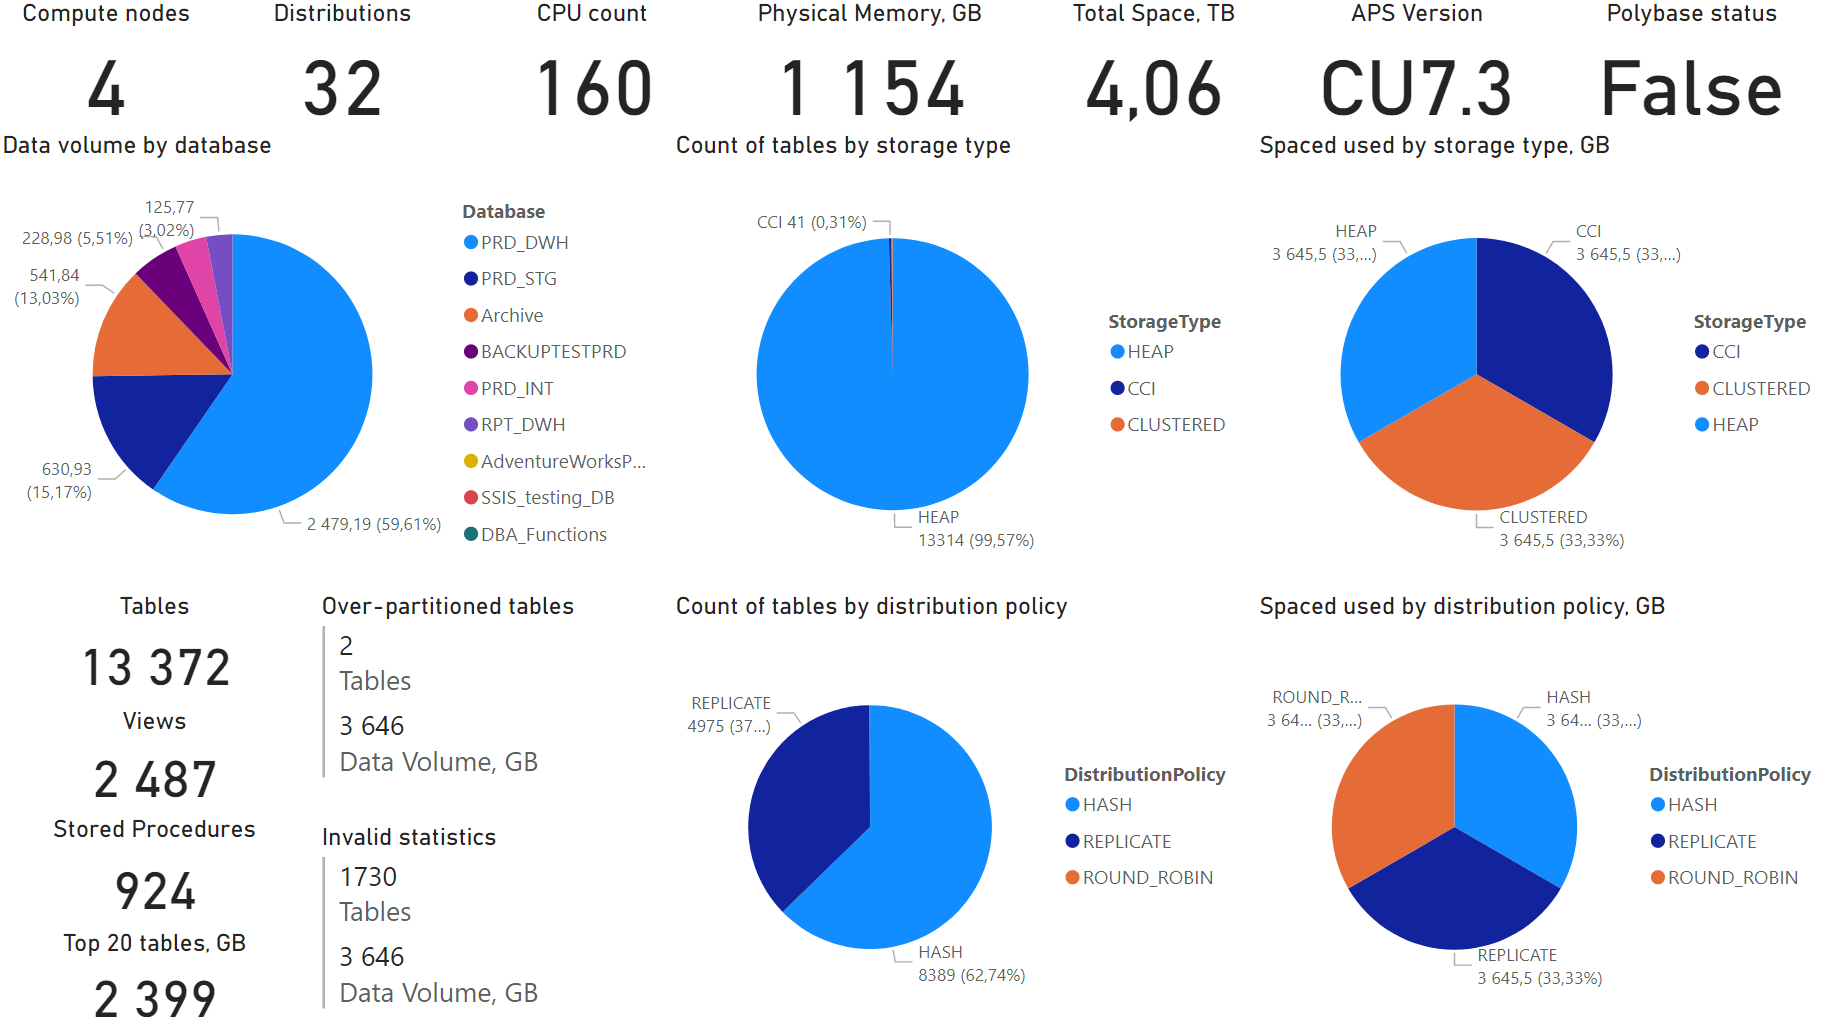 Compute nodes
4
Distributions
32
CPU count
160
Physical Memory, GB
1 154
Total Space, TB
4,06
APS Version
CU7.3
Polybase status
False
Data volume by database
125,77
(3,02%)
228,98 (5,51%)
541,84
(13,03%)
630,93
(15,17%)
2 479,19 (59,61%)
Database
PRD_DWH
PRD_STG
Archive
BACKUPTESTPRD
PRD_INT
RPT_DWH
AdventureWorksP...
SSIS_testing_DB
DBA_Functions
Count of tables by storage type
CCI 41 (0,31%)
HEAP
13314 (99,57%)
StorageType
HEAP
CCI
CLUSTERED
Spaced used by storage type, GB
HEAP
3 645,5 (33,...)
CCI
3 645,5 (33,...)
CLUSTERED
3 645,5 (33,33%)
StorageType
CCI
CLUSTERED
HEAP
Tables
13 372
Views
2 487
Stored Procedures
924
Top 20 tables, GB
2 399
Over-partitioned tables
2
Tables
3 646
Data Volume, GB
Invalid statistics
1730
Tables
3 646
Data Volume, GB
Count of tables by distribution policy
REPLICATE
4975 (37...)
HASH
8389 (62,74%)
DistributionPolicy
HASH
REPLICATE
ROUND_ROBIN
Spaced used by distribution policy, GB
ROUND_R...
3 64... (33,...)
HASH
3 64... (33,...)
REPLICATE
3 645,5 (33,33%)
DistributionPolicy
HASH
REPLICATE
ROUND_ROBIN